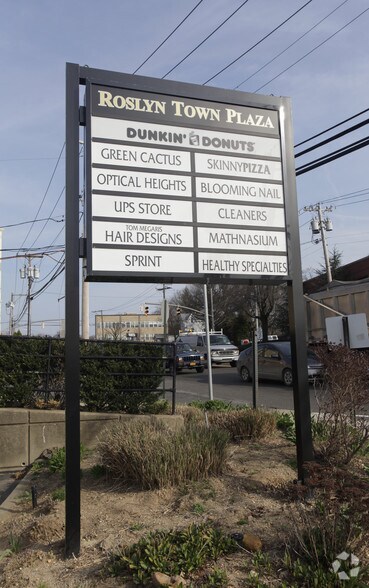 ROSLYN TOWN PLAZA
DUNKIN' DONUTS
GREEN CACTUS
SKINNYPIZZA
OPTICAL HEIGHTS
BLOOMING NAIL
UPS STORE
CLEANERS
TOM MEGARIS
HAIR DESIGNS
MATHNASIUM
SPRINT
HEALTHY SPECIALTIES